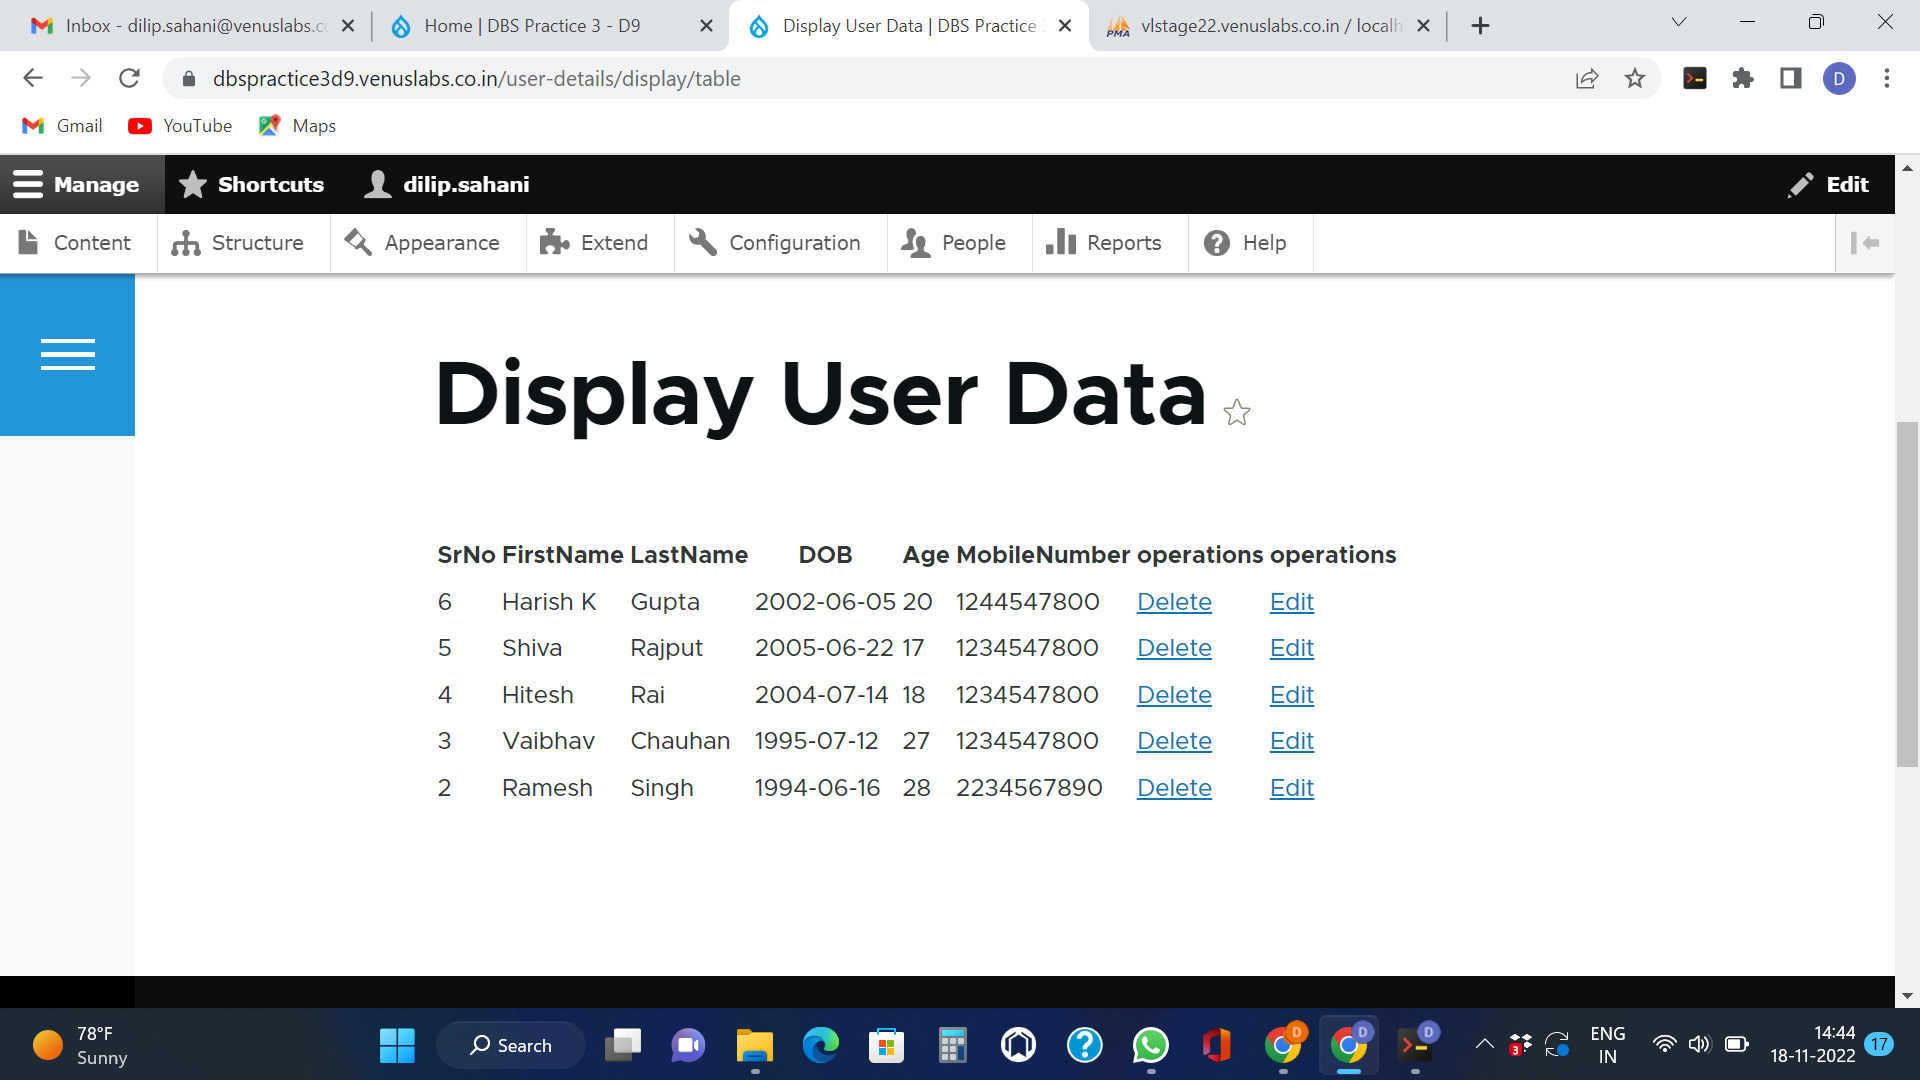 Inbox - dilip.sahani@venuslabs.c
Home | DBS Practice 3 - D9
Display User Data | DBS Practice
PMA vlstage22.venuslabs.co.in / localh
dbspractice3d9.venuslabs.co.in/user-details/display/table
D
Gmail YouTube Maps
Manage Shortcuts dilip.sahani Edit
Content Structure Appearance Extend Configuration People Reports Help
Display User Data
SrNo FirstName LastName DOB Age MobileNumber operations operations
6 Harish K Gupta 2002-06-05 20 1244547800 Delete Edit
5 Shiva Rajput 2005-06-22 17 1234547800 Delete Edit
4 Hitesh Rai 2004-07-14 18 1234547800 Delete Edit
3 Vaibhav Chauhan 1995-07-12 27 1234547800 Delete Edit
2 Ramesh Singh 1994-06-16 28 2234567890 Delete Edit
78°F
Sunny
Search
D
D
D
3
ENG
IN
14:44
18-11-2022
17